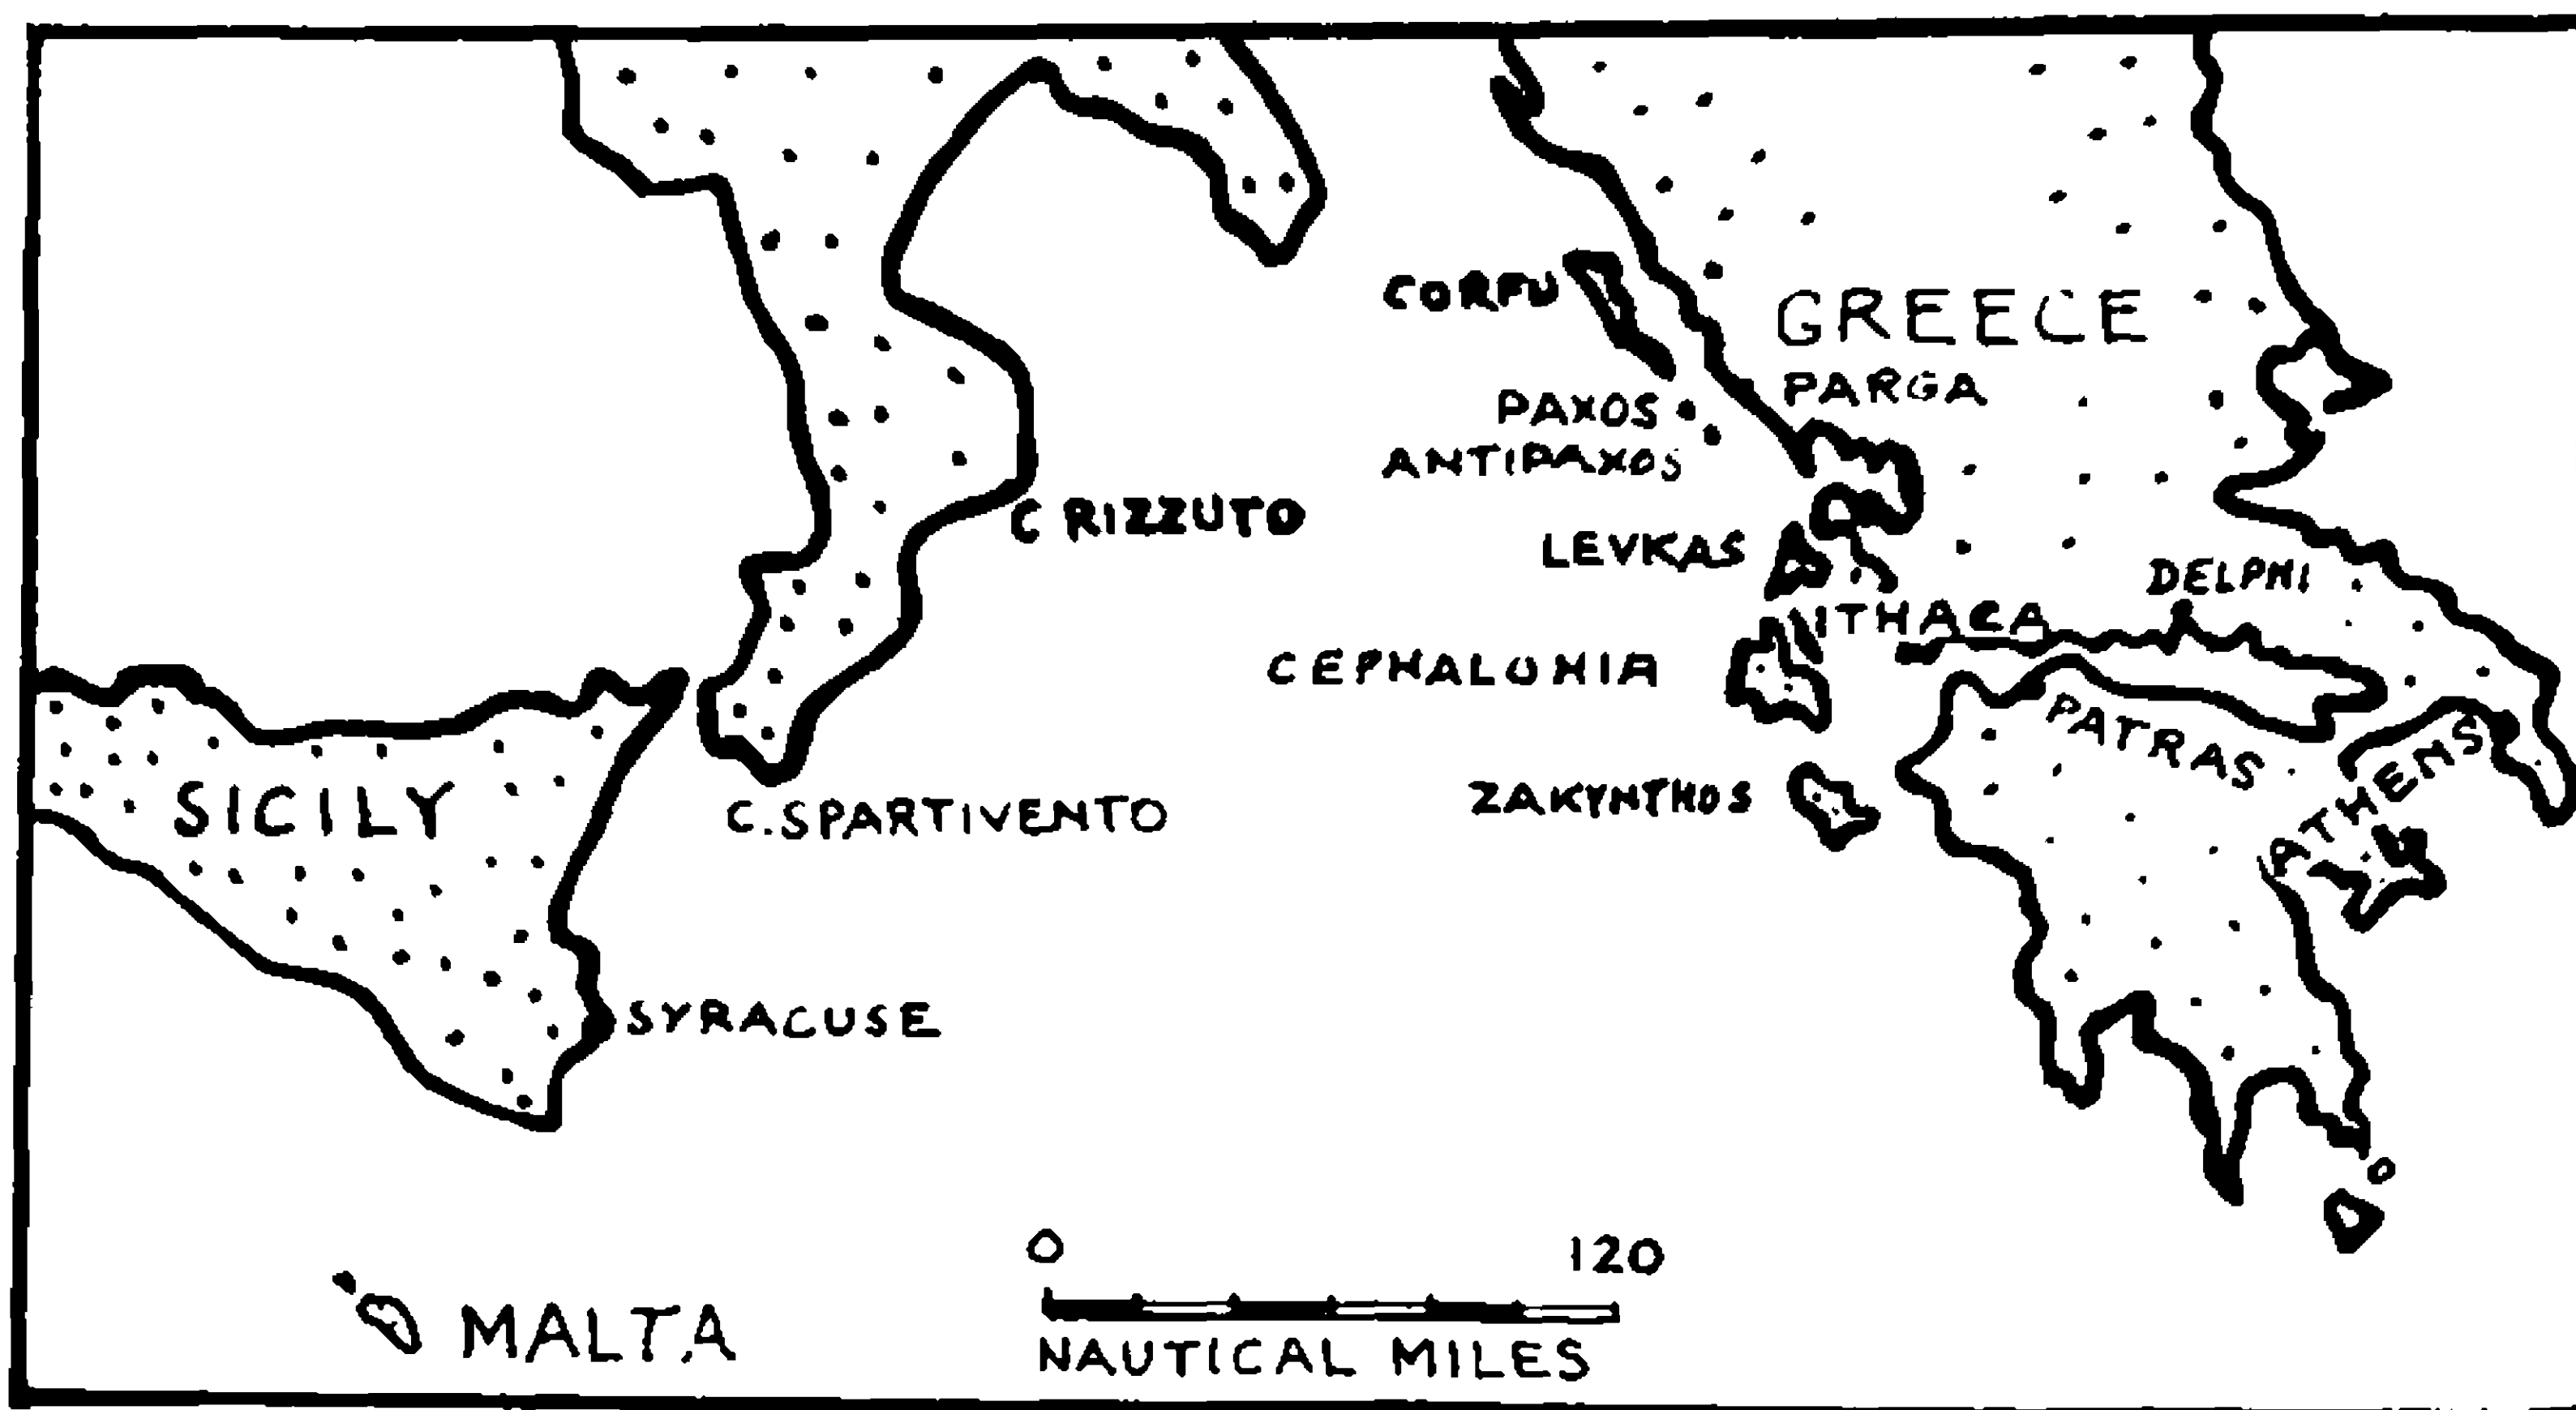 CORFU
GREECE
PARGA
PAXOS
ANTIPAXOS
C RIZZUTO
LEVKAS
DELPHI
ITHACA
CEPHALONIA
PATRAS
ATHENS
ZAKYNTHOS
SICILY
C.SPARTIVENTO
SYRACUSE
0 120
NAUTICAL MILES
MALTA